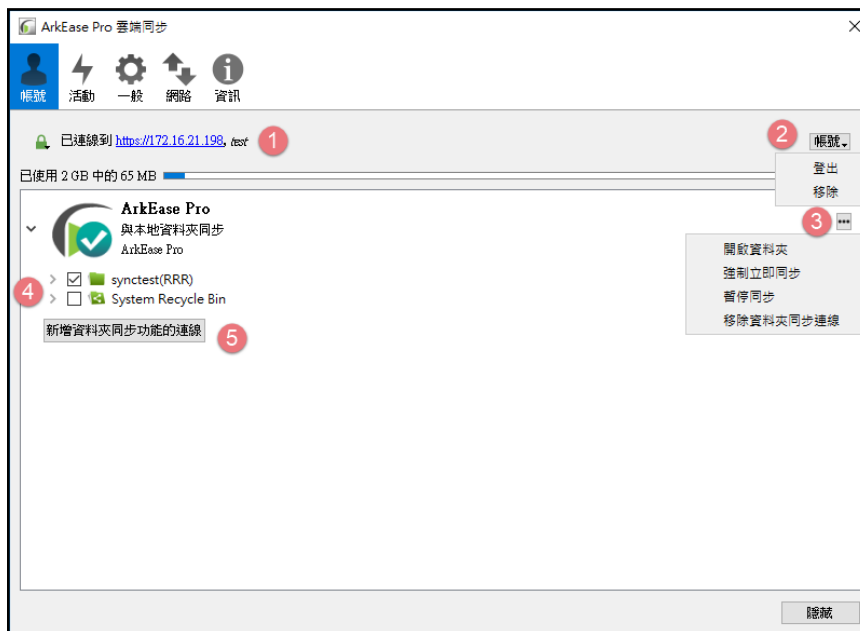 ArkEase Pro 雲端同步
帳號 活動 一般 網路 資訊
已連線到 https://172.16.21.198, test 1
2 帳號
登出
移除
已使用 2 GB 中的 65 MB
ArkEase Pro
與本地資料夾同步
ArkEase Pro
3 ...
開啟資料夾
強制立即同步
暫停同步
移除資料夾同步連線
4
synctest(RRR)
System Recycle Bin
新增資料夾同步功能的連線 5
隱藏